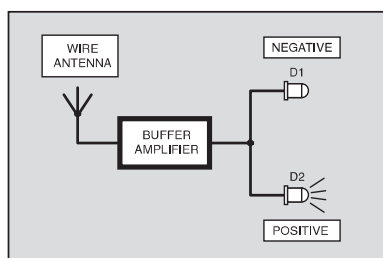 WIRE
ANTENNA
NEGATIVE
D1
BUFFER
AMPLIFIER
D2
POSITIVE